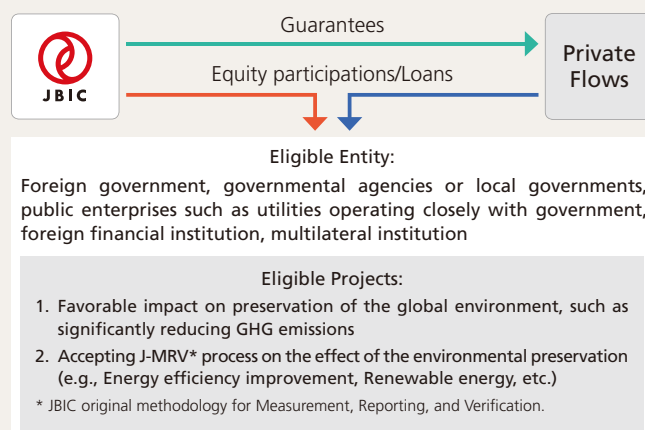 Guarantees
JBIC
Private
Flows
Equity participations/Loans
Eligible Entity:
Foreign government, governmental agencies or local governments,
public enterprises such as utilities operating closely with government,
foreign financial institution, multilateral institution
Eligible Projects:
1. Favorable impact on preservation of the global environment, such as
significantly reducing GHG emissions
2. Accepting J-MRV* process on the effect of the environmental preservation
(e.g., Energy efficiency improvement, Renewable energy, etc.)
* JBIC original methodology for Measurement, Reporting, and Verification.